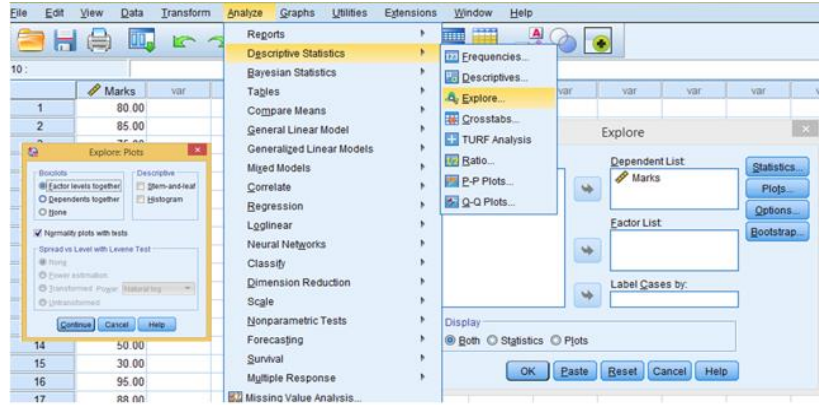 File Edit View Data Transform Analyze Graphs Utilities Extensions Window Help
10 :
Marks var var var var var
1 80.00
2 85.00
14 50.00
15 30.00
16 95.00
17 88.00
Reports
Descriptive Statistics
Bayesian Statistics
Tables
Compare Means
General Linear Model
Generalized Linear Models
Mixed Models
Correlate
Regression
Loglinear
Neural Networks
Classify
Dimension Reduction
Scale
Nonparametric Tests
Forecasting
Survival
Multiple Response
Missing Value Analysis...
Frequencies...
Descriptives...
Explore...
Crosstabs...
TURF Analysis
Ratio...
P-P Plots...
Q-Q Plots...
Explore: Plots
Boxplots
Factor levels together
Dependents together
None
Descriptive
Stem-and-leaf
Histogram
Normality plots with tests
Spread vs Level with Levene Test
None
Power estimation
Transformed Power: Natural log
Untransformed
Continue Cancel Help
Explore
Dependent List:
Marks
Factor List:
Label Cases by:
Statistics...
Plots...
Options...
Bootstrap...
Display
Both Statistics Plots
OK Paste Reset Cancel Help